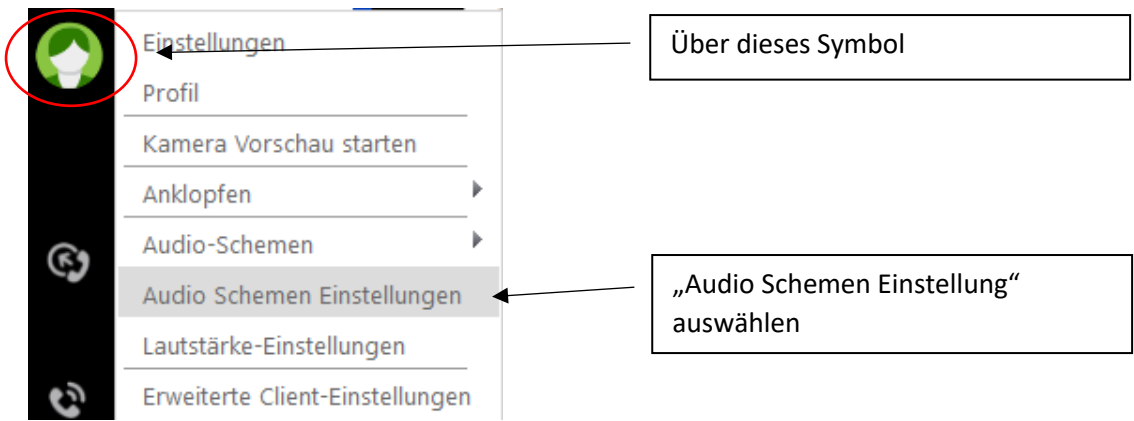 Einstellungen
Über dieses Symbol
Profil
Kamera Vorschau starten
Anklopfen
Audio-Schemen
Audio Schemen Einstellungen
„Audio Schemen Einstellung“
auswählen
Lautstärke-Einstellungen
Erweiterte Client-Einstellungen